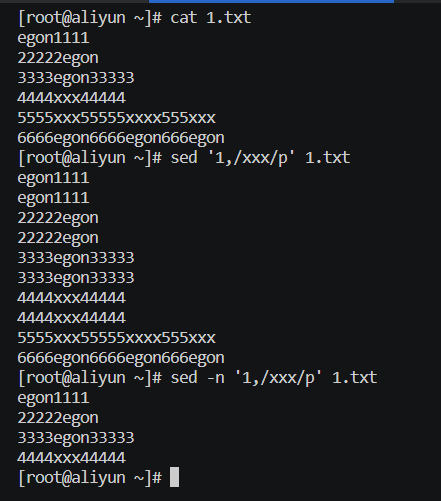 [root@aliyun ~]# cat 1.txt
egon1111
22222egon
3333egon33333
4444xxx44444
5555xxx55555xxxx555xxx
6666egon6666egon666egon
[root@aliyun ~]# sed '1,/xxx/p' 1.txt
egon1111
egon1111
22222egon
22222egon
3333egon33333
3333egon33333
4444xxx44444
4444xxx44444
5555xxx55555xxxx555xxx
6666egon6666egon666egon
[root@aliyun ~]# sed -n '1,/xxx/p' 1.txt
egon1111
22222egon
3333egon33333
4444xxx44444
[root@aliyun ~]#